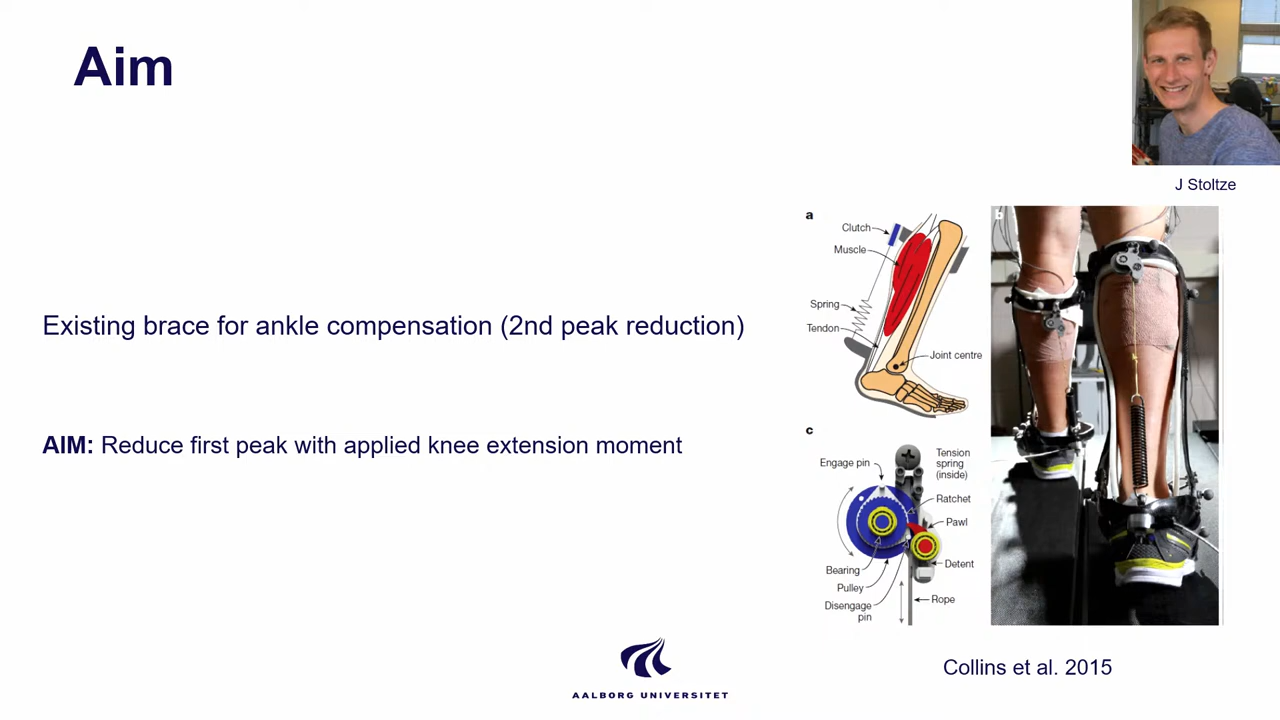 Aim
J Stoltze
Existing brace for ankle compensation (2nd peak reduction)
AIM: Reduce first peak with applied knee extension moment
a
Clutch
Muscle
Spring
Tendon
Joint centre
b
c
Engage pin
Tension
spring
(inside)
Ratchet
Pawl
Detent
Bearing
Pulley
Disengage
pin
Rope
Collins et al. 2015
AALBORG UNIVERSITET